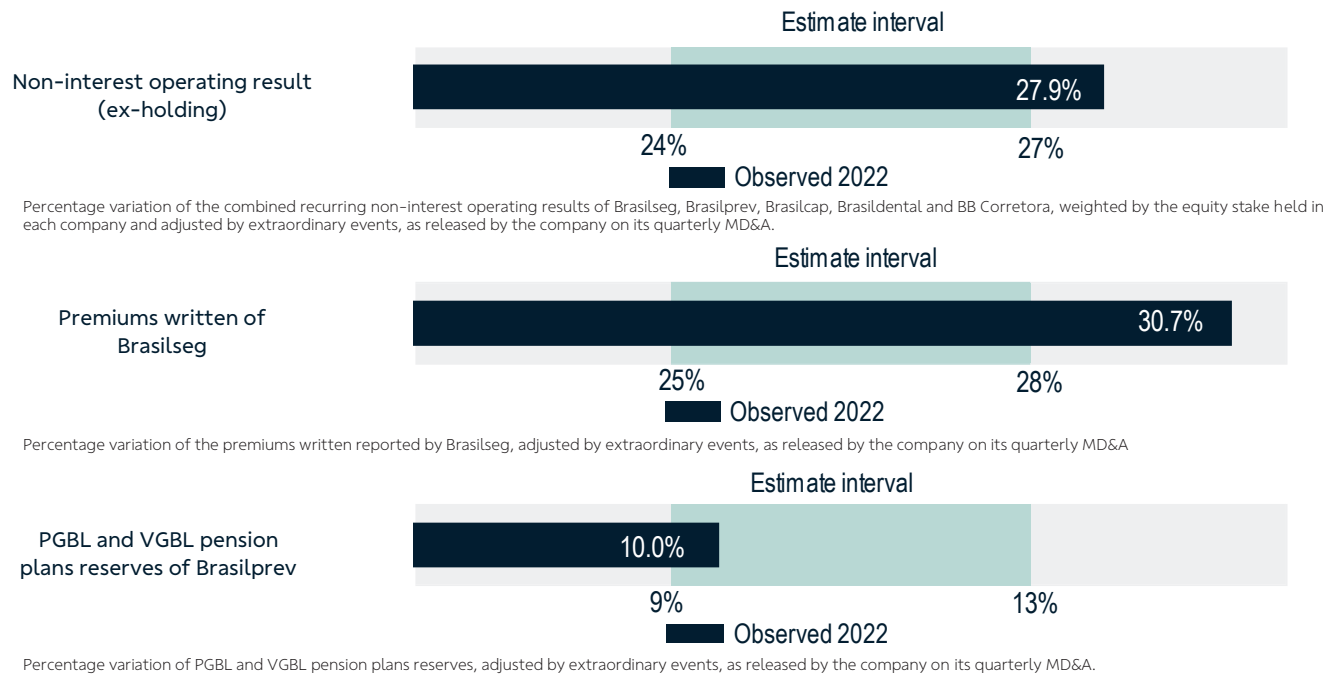 Estimate interval
Non-interest operating result
(ex-holding)
27.9%
24%
27%
Observed 2022
Percentage variation of the combined recurring non-interest operating results of Brasilseg, Brasilprev, Brasilcap, Brasildental and BB Corretora, weighted by the equity stake held in
each company and adjusted by extraordinary events, as released by the company on its quarterly MD&A.
Estimate interval
Premiums written of
Brasilseg
30.7%
25%
28%
Observed 2022
Percentage variation of the premiums written reported by Brasilseg, adjusted by extraordinary events, as released by the company on its quarterly MD&A
Estimate interval
PGBL and VGBL pension
plans reserves of Brasilprev
10.0%
9%
13%
Observed 2022
Percentage variation of PGBL and VGBL pension plans reserves, adjusted by extraordinary events, as released by the company on its quarterly MD&A.